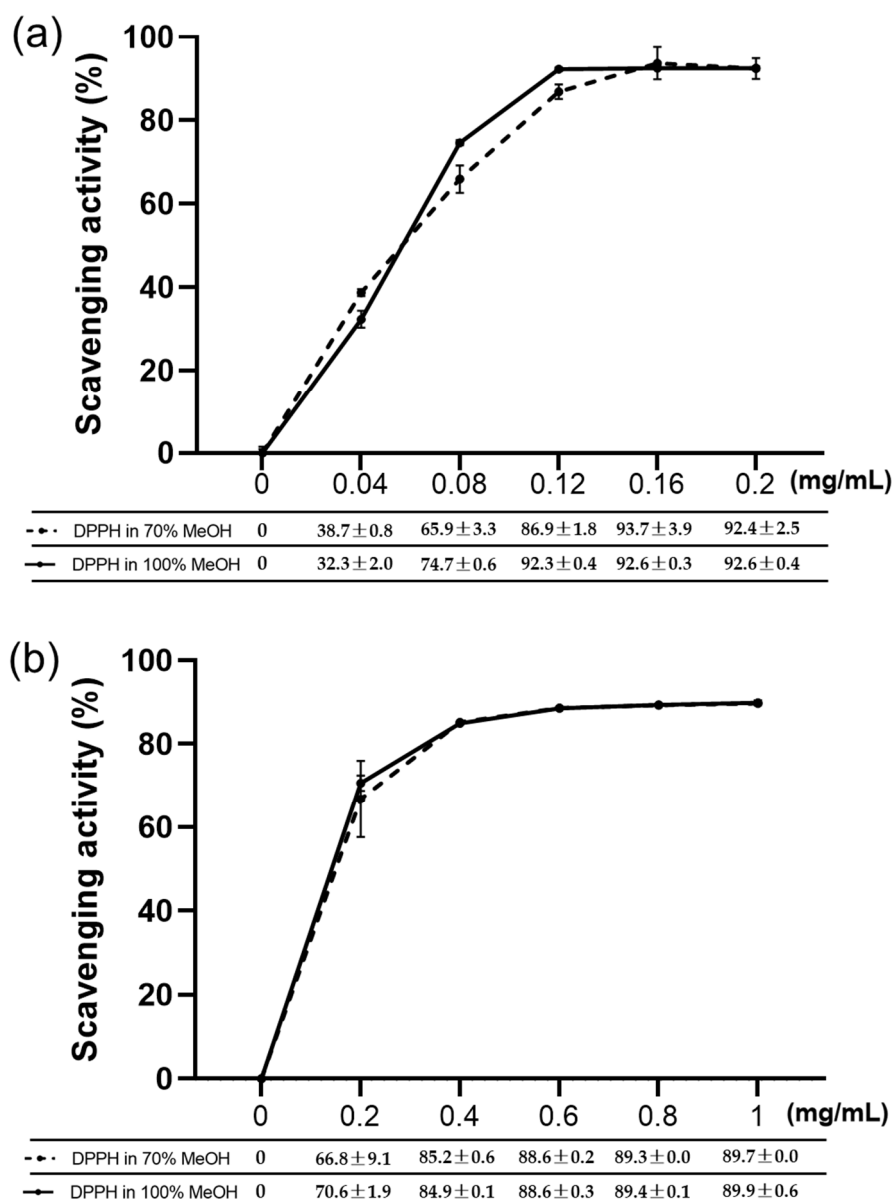 (a)
Scavenging activity (%)
100
80
60
40
20
0
0 0.04 0.08 0.12 0.16 0.2 (mg/mL)
DPPH in 70% MeOH 0 38.7±0.8 65.9±3.3 86.9±1.8 93.7±3.9 92.4±2.5
DPPH in 100% MeOH 0 32.3±2.0 74.7±0.6 92.3±0.4 92.6±0.3 92.6±0.4
(b)
Scavenging activity (%)
100
80
60
40
20
0
0 0.2 0.4 0.6 0.8 1 (mg/mL)
DPPH in 70% MeOH 0 66.8±9.1 85.2±0.6 88.6±0.2 89.3±0.0 89.7±0.0
DPPH in 100% MeOH 0 70.6±1.9 84.9±0.1 88.6±0.3 89.4±0.1 89.9±0.6